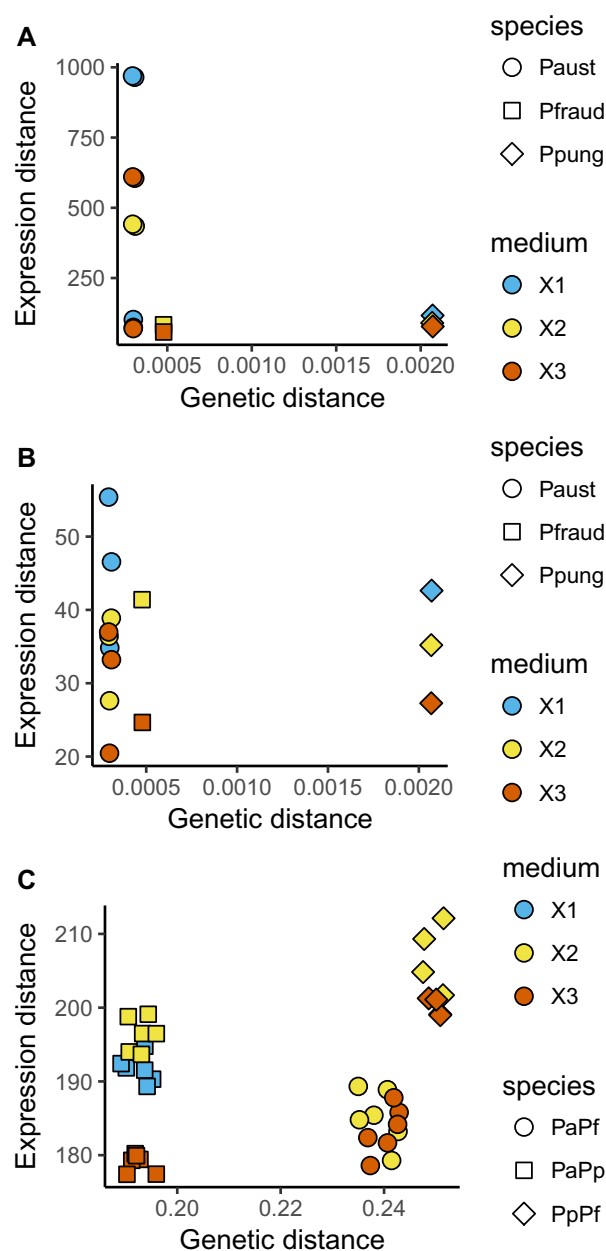 A
Expression distance
1000
750
500
250
0.0005 0.0010 0.0015 0.0020
Genetic distance
species
Paust
Pfraud
Ppung
medium
X1
X2
X3
B
Expression distance
50
40
30
20
0.0005 0.0010 0.0015 0.0020
Genetic distance
species
Paust
Pfraud
Ppung
medium
X1
X2
X3
C
Expression distance
210
200
190
180
0.20 0.22 0.24
Genetic distance
medium
X1
X2
X3
species
PaPf
PaPp
PpPf